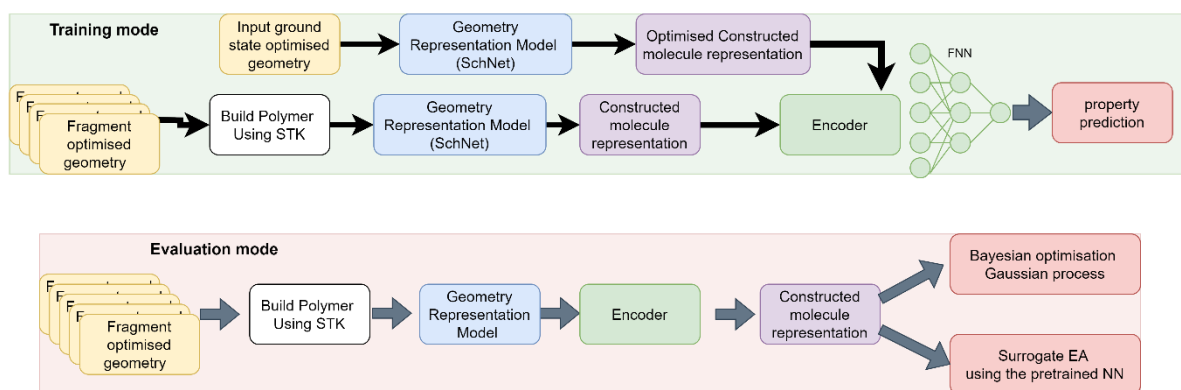 Training mode
Input ground
state optimised
geometry
Geometry
Representation Model
(SchNet)
Optimised Constructed
molecule representation
FNN
Fragment
optimised
geometry
Build Polymer
Using STK
Geometry
Representation Model
(SchNet)
Constructed
molecule
representation
Encoder
property
prediction
Evaluation mode
Fragment
optimised
geometry
Build Polymer
Using STK
Geometry
Representation
Model
Encoder
Constructed
molecule
representation
Bayesian optimisation
Gaussian process
Surrogate EA
using the pretrained NN